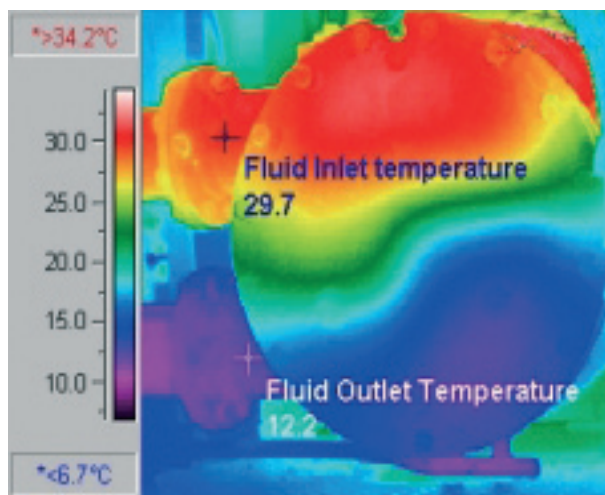 *>34.2°C
30.0
25.0
20.0
15.0
10.0
*<6.7°C
Fluid Inlet temperature
29.7
Fluid Outlet Temperature
12.2